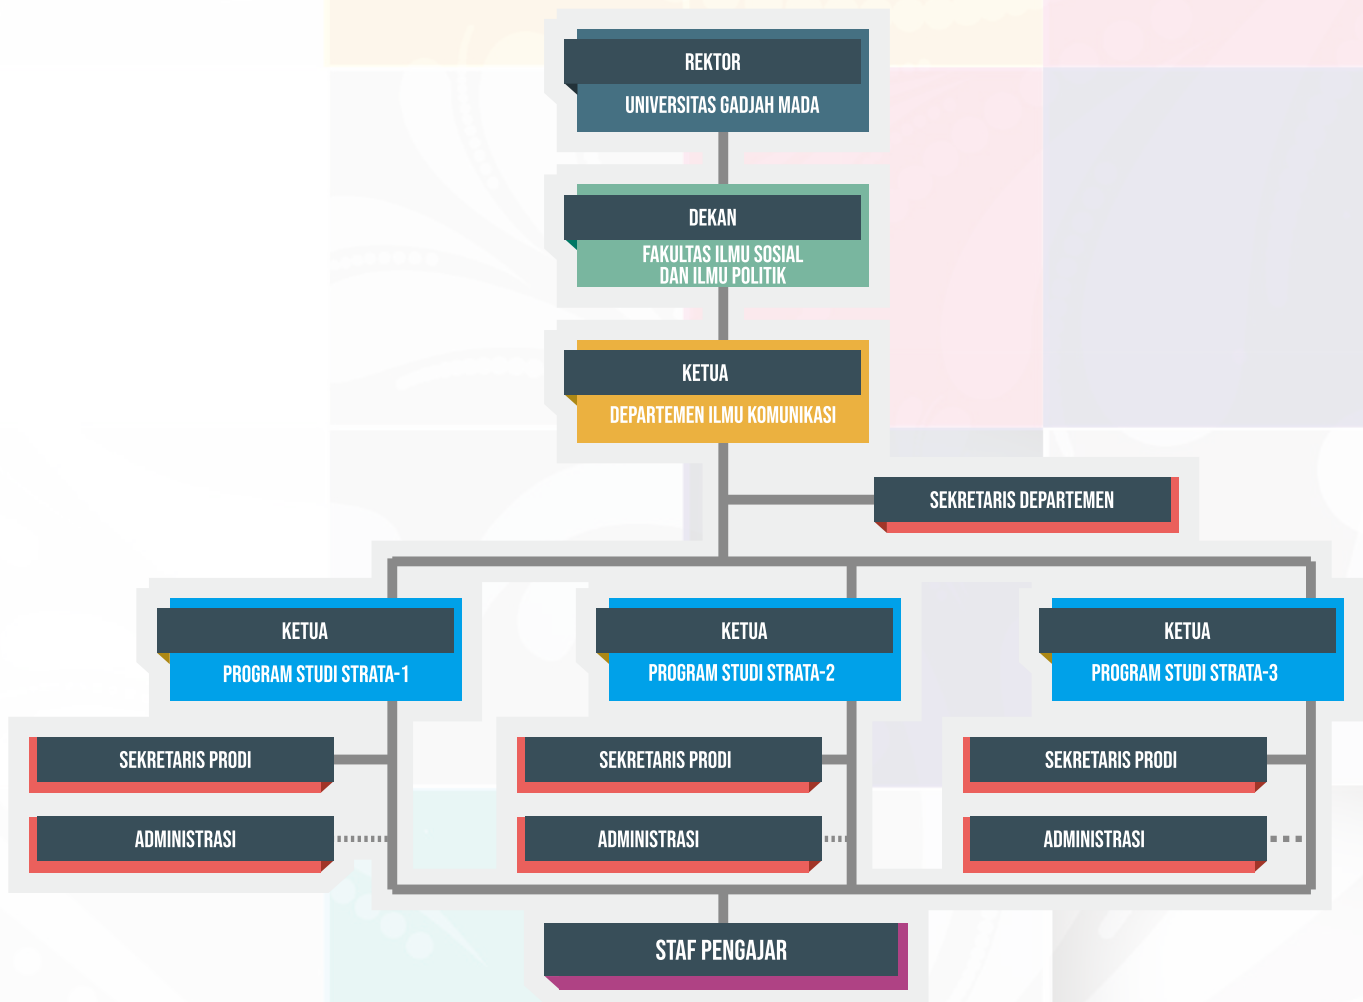 REKTOR
UNIVERSITAS GADJAH MADA
DEKAN
FAKULTAS ILMU SOSIAL
DAN ILMU POLITIK
KETUA
DEPARTEMEN ILMU KOMUNIKASI
SEKRETARIS DEPARTEMEN
KETUA
PROGRAM STUDI STRATA-1
KETUA
PROGRAM STUDI STRATA-2
KETUA
PROGRAM STUDI STRATA-3
SEKRETARIS PRODI
SEKRETARIS PRODI
SEKRETARIS PRODI
ADMINISTRASI
ADMINISTRASI
ADMINISTRASI
STAF PENGAJAR